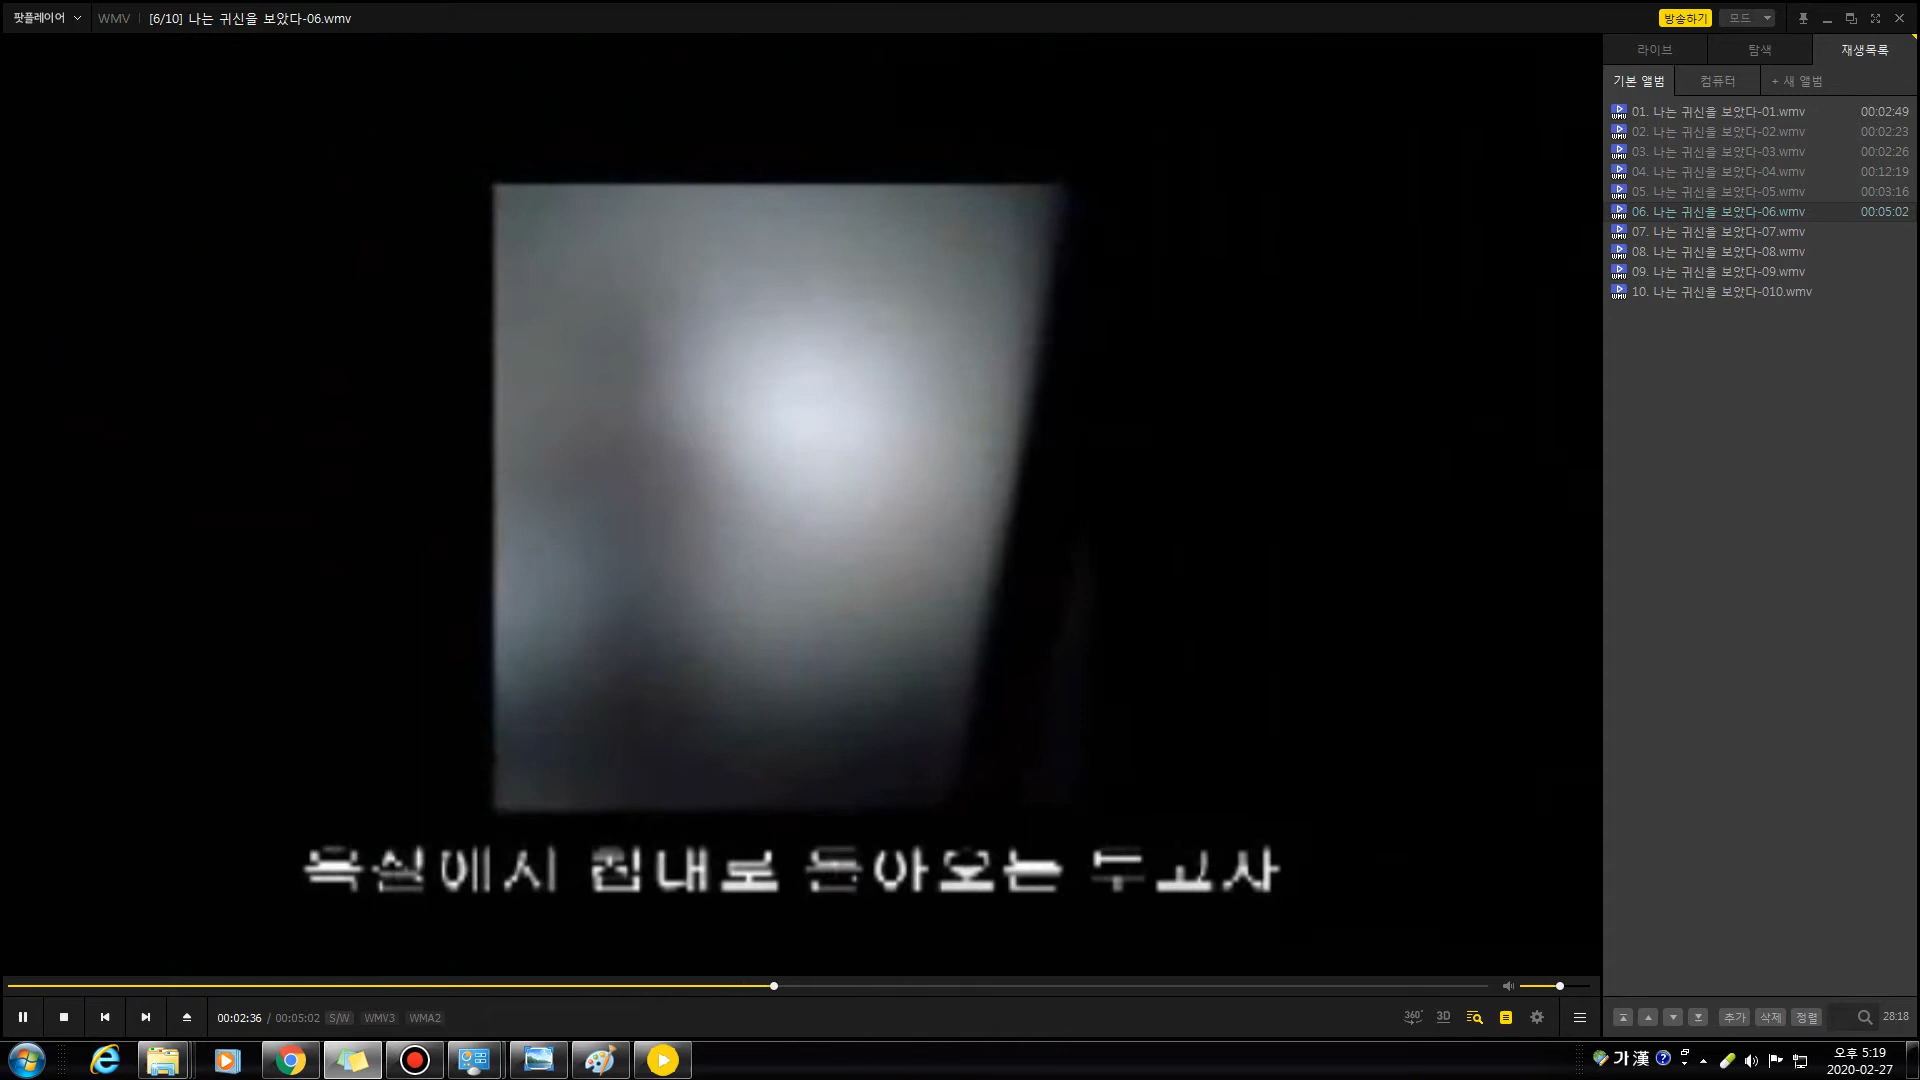 팟플레이어
WMV
[6/10] 나는 귀신을 보았다-06.wmv
방송하기
모드
라이브
탐색
재생목록
기본 앨범
컴퓨터
+ 새 앨범
01. 나는 귀신을 보았다-01.wmv 00:02:49
02. 나는 귀신을 보았다-02.wmv 00:02:23
03. 나는 귀신을 보았다-03.wmv 00:02:26
04. 나는 귀신을 보았다-04.wmv 00:12:19
05. 나는 귀신을 보았다-05.wmv 00:03:16
06. 나는 귀신을 보았다-06.wmv 00:05:02
07. 나는 귀신을 보았다-07.wmv
08. 나는 귀신을 보았다-08.wmv
09. 나는 귀신을 보았다-09.wmv
10. 나는 귀신을 보았다-010.wmv
에서 돌아오는
00:02:36 / 00:05:02 S/W WMV3 WMA2
360°
3D
추가
삭제
정렬
28:18
가 漢
오후 5:19
2020-02-27